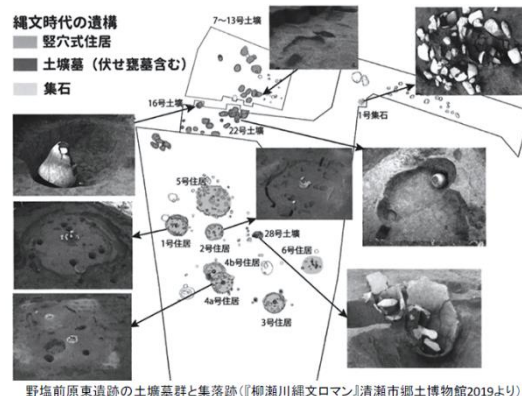 縄文時代の遺構
竪穴式住居
土壙墓（伏せ甕墓含む）
集石
7～13号土壙
16号土壙
22号土壙
1号集石
5号住居
1号住居
2号住居
28号土壙
4b号住居
6号住居
4a号住居
3号住居
野塩前原東遺跡の土壙墓群と集落跡(『柳瀬川縄文ロマン』清瀬市郷土博物館2019より)